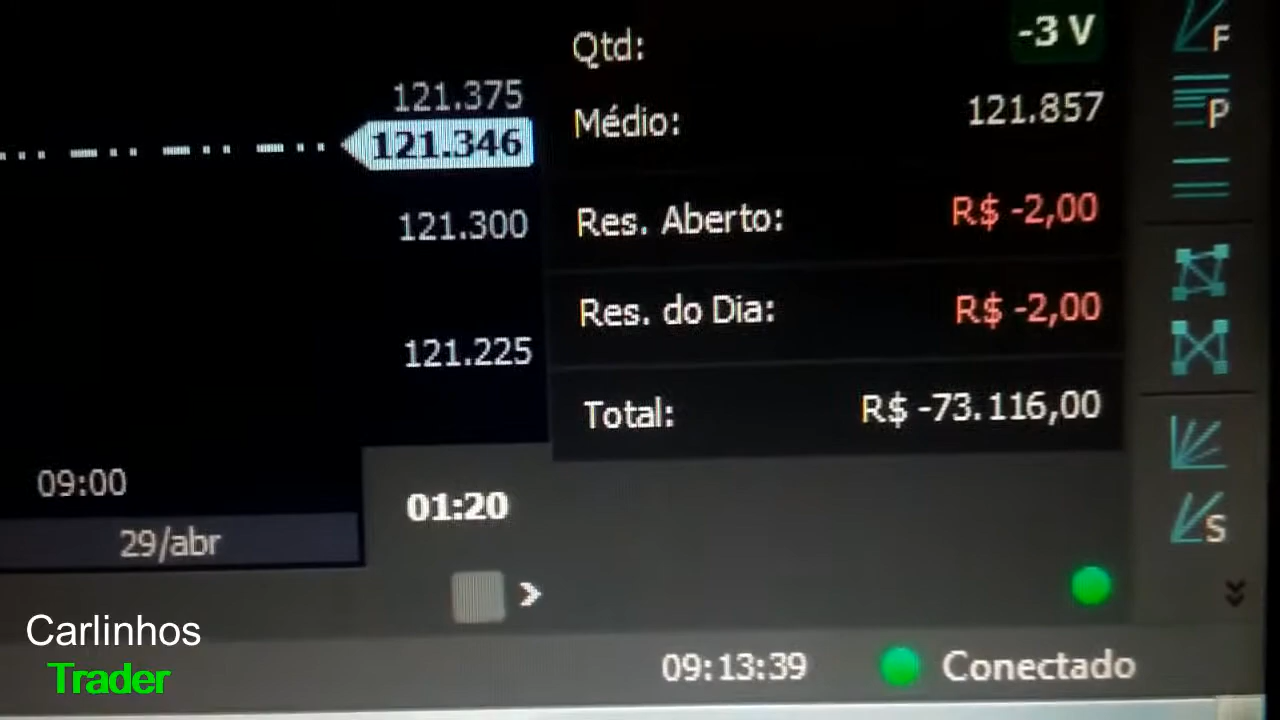 Qtd: -3 V
121.375
Médio: 121.857
121.346
Res. Aberto: R$ -2,00
121.300
Res. do Dia: R$ -2,00
121.225
Total: R$ -73.116,00
09:00
01:20
29/abr
F
P
S
Carlinhos
Trader
09:13:39 Conectado